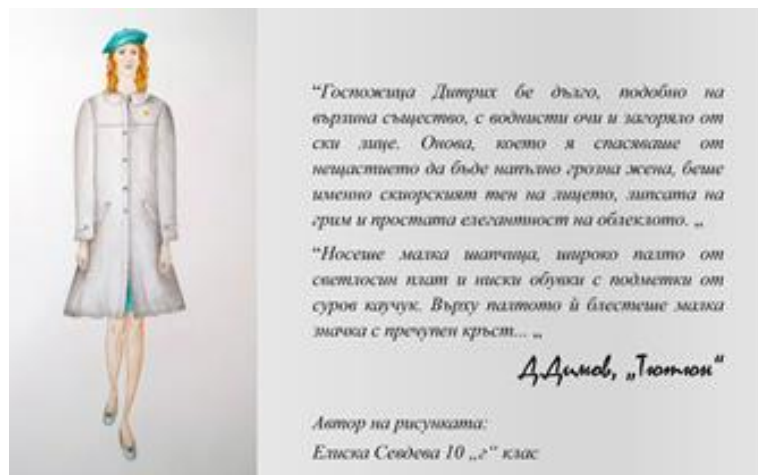 “Госпожица Дитрих бе дълго, подобно на
върлина същество, с воднисти очи и загоряло от
ски лице. Онова, което я спасяваше от
нещастието да бъде напълно грозна жена, беше
именно скиорският тен на лицето, липсата на
грим и простата елегантност на облеклото. „
“Носеше малка шапчица, широко палто от
светлосин плат и ниски обувки с подметки от
суров каучук. Върху палтото ѝ блестеше малка
значка с пречупен кръст... „
Д.Димов, „Тютюн“
Автор на рисунката:
Елиска Севдева 10 „г“ клас